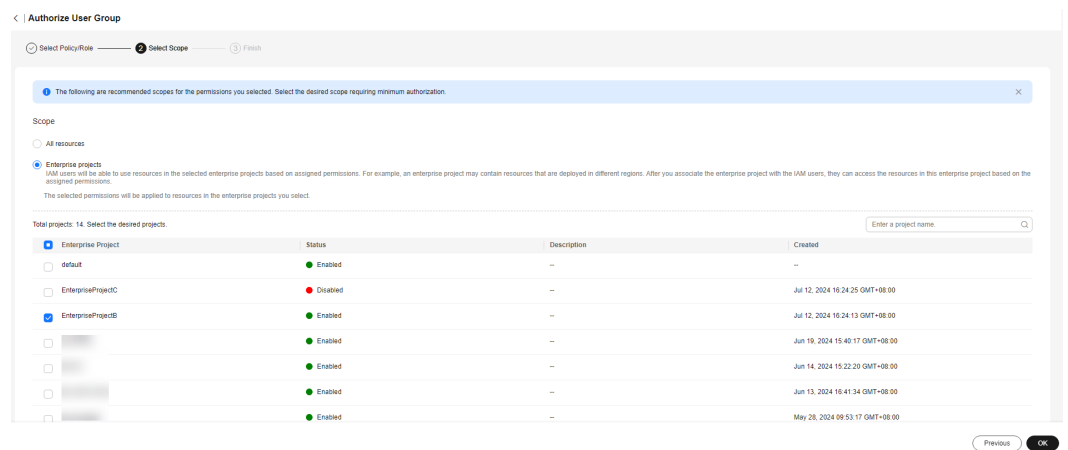 < | Authorize User Group
Select Policy/Role 2 Select Scope 3 Finish
The following are recommended scopes for the permissions you selected. Select the desired scope requiring minimum authorization.
Scope
All resources
Enterprise projects
IAM users will be able to use resources in the selected enterprise projects based on assigned permissions. For example, an enterprise project may contain resources that are deployed in different regions. After you associate the enterprise project with the IAM users, they can access the resources in this enterprise project based on the
assigned permissions.
The selected permissions will be applied to resources in the enterprise projects you select.
Total projects: 14. Select the desired projects. Enter a project name.
Enterprise Project Status Description Created
default Enabled -- --
EnterpriseProjectC Disabled -- Jul 12, 2024 16:24:25 GMT+08:00
EnterpriseProjectB Enabled -- Jul 12, 2024 16:24:13 GMT+08:00
Enabled -- Jun 19, 2024 15:40:17 GMT+08:00
Enabled -- Jun 14, 2024 15:22:20 GMT+08:00
Enabled -- Jun 13, 2024 16:41:34 GMT+08:00
Enabled -- May 28, 2024 09:53:17 GMT+08:00
Previous OK